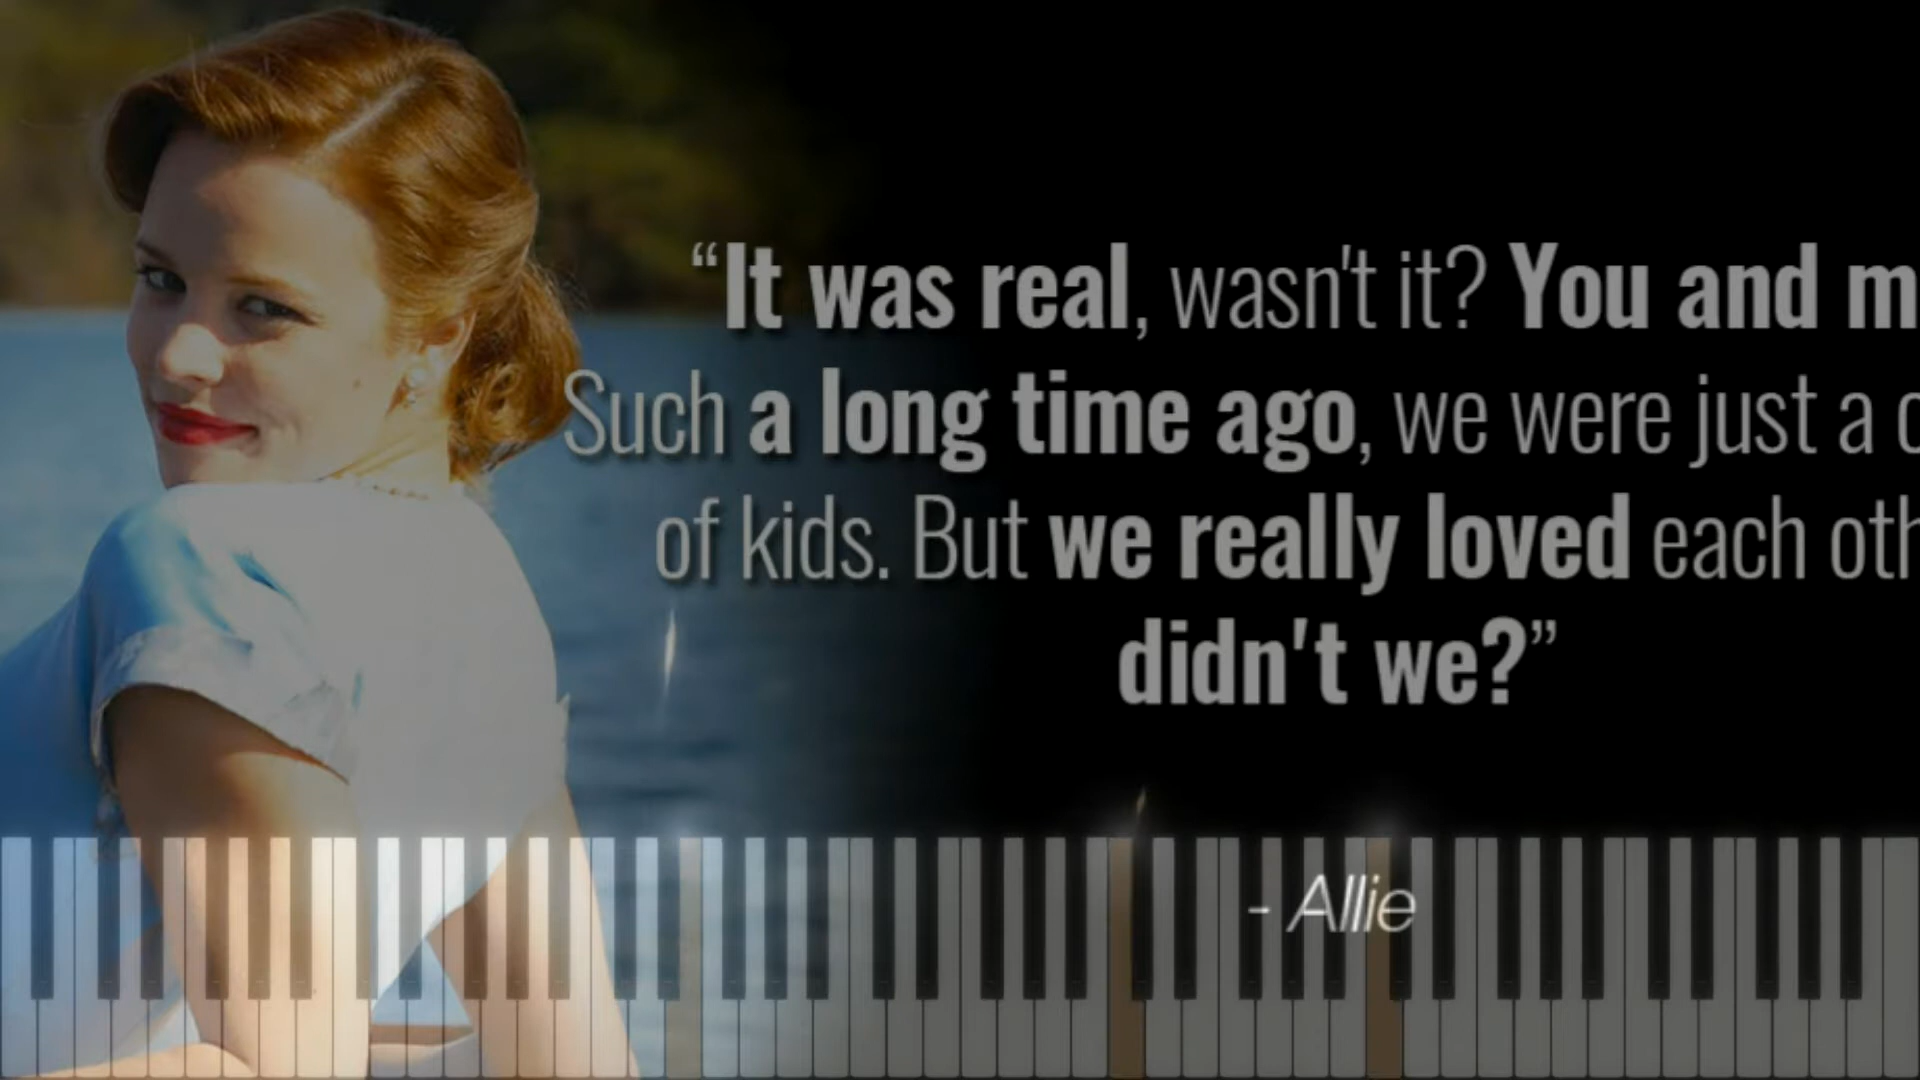 “It was real, wasn't it? You and m
Such a long time ago, we were just a c
of kids. But we really loved each oth
didn't we?”
- Allie